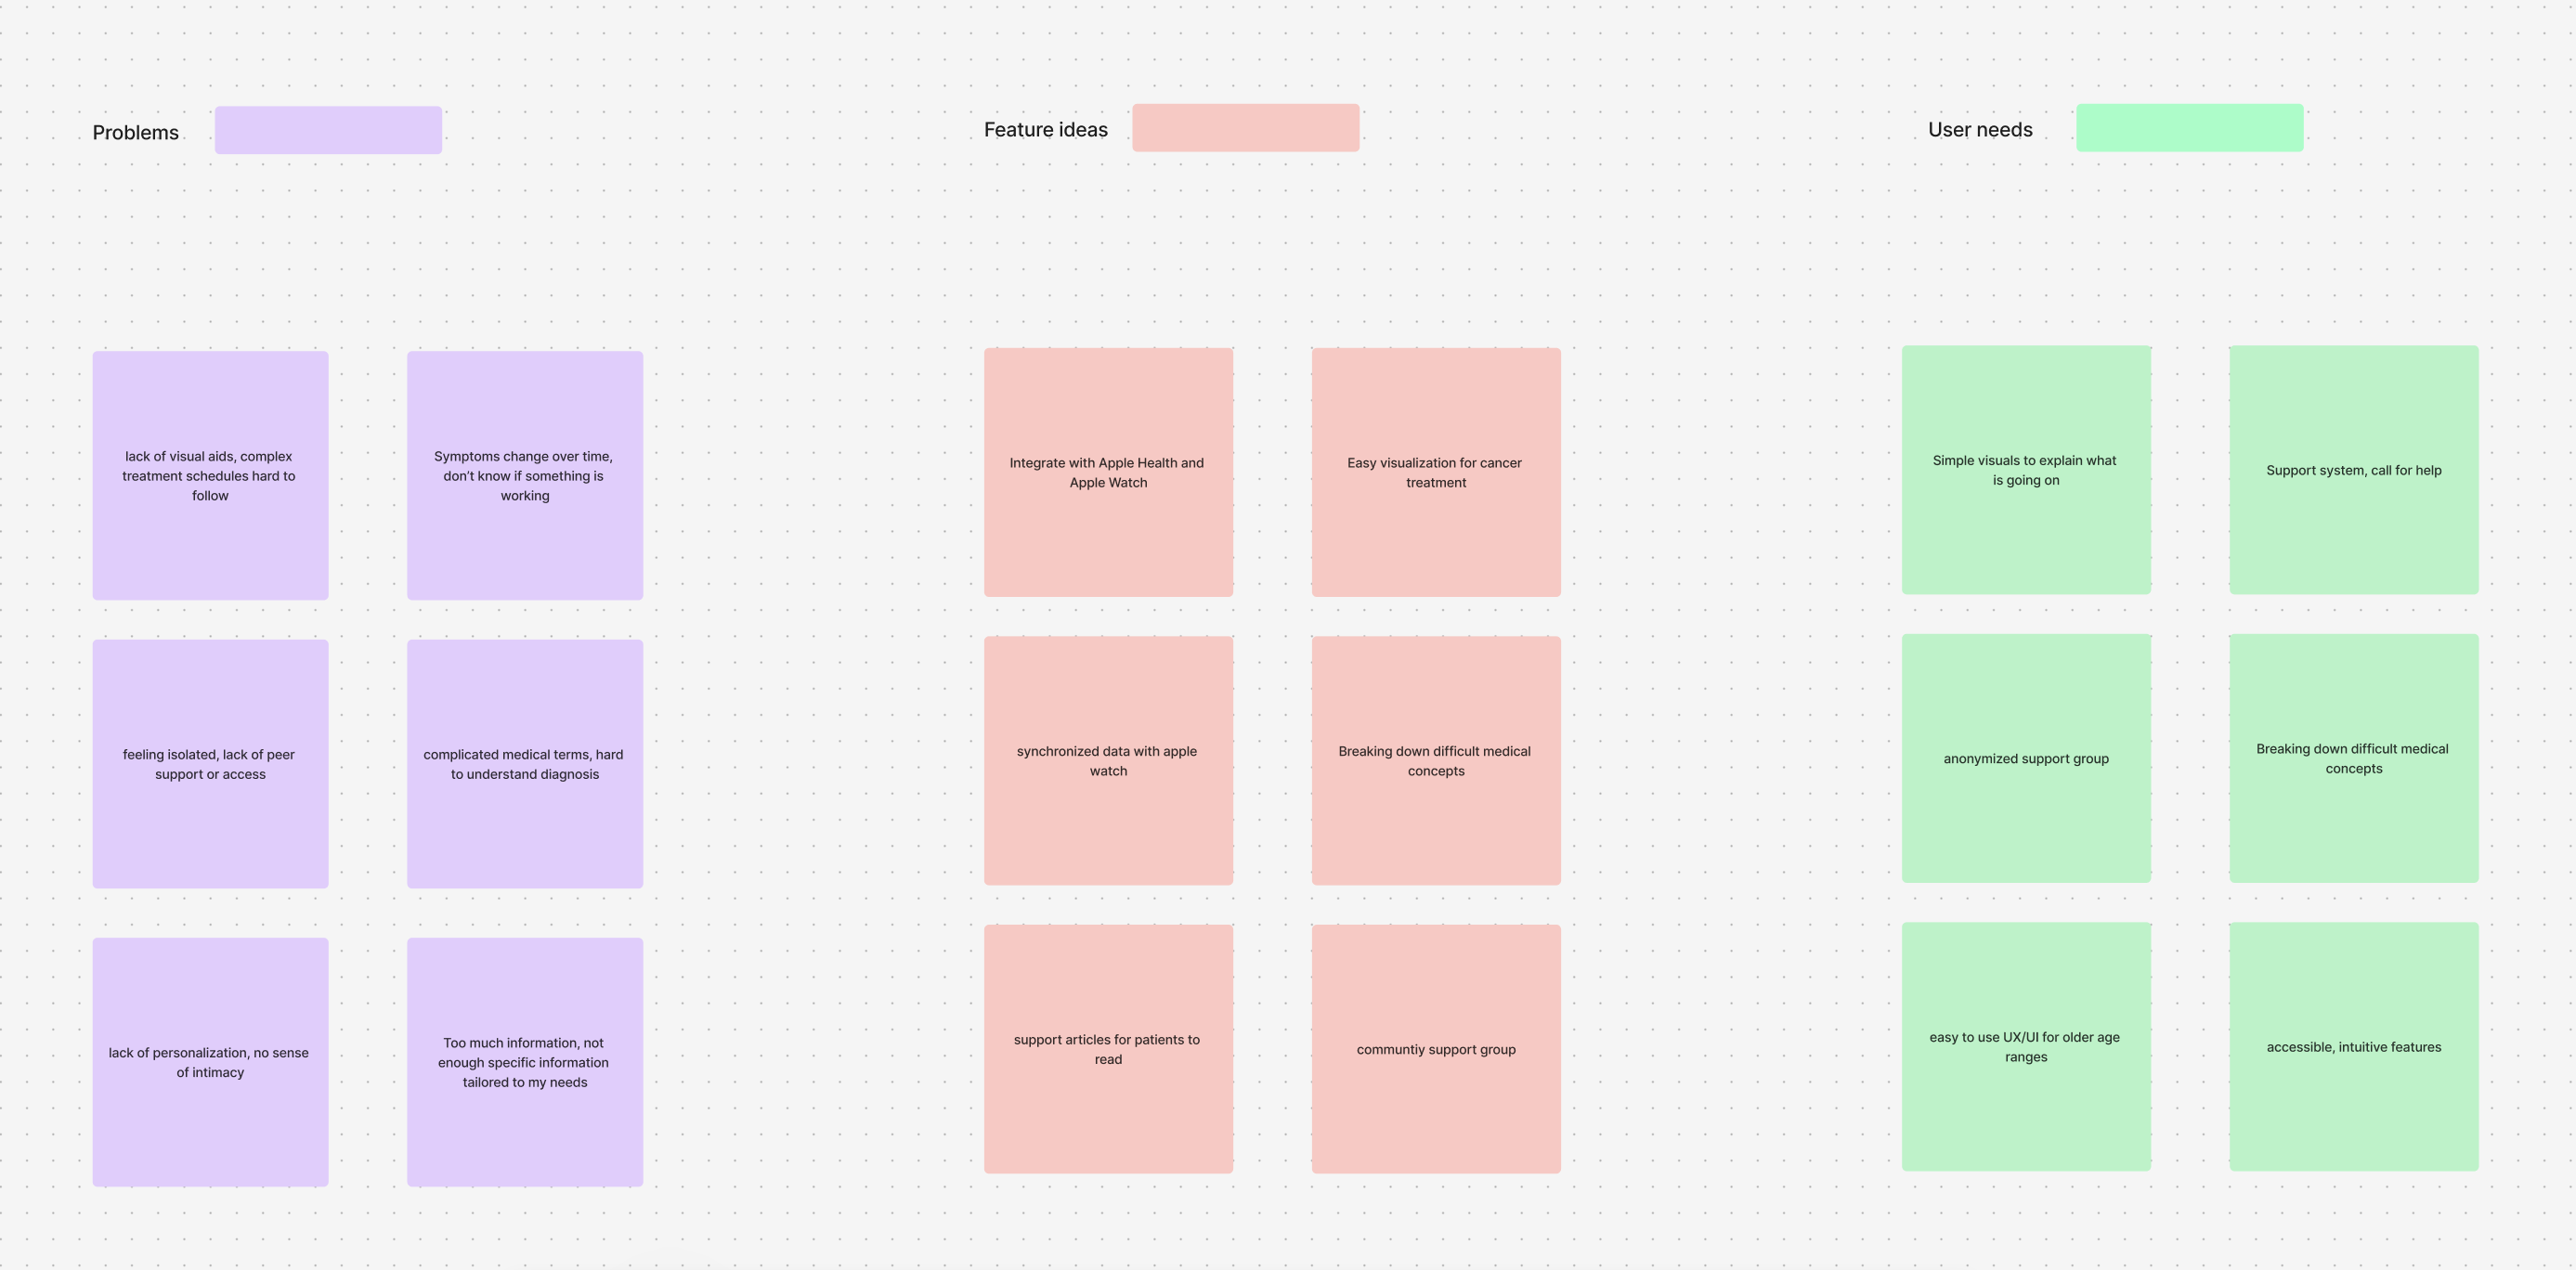 Problems
Feature ideas
User needs
lack of visual aids, complex
treatment schedules hard to
follow
Symptoms change over time,
don’t know if something is
working
Integrate with Apple Health and
Apple Watch
Easy visualization for cancer
treatment
Simple visuals to explain what
is going on
Support system, call for help
feeling isolated, lack of peer
support or access
complicated medical terms, hard
to understand diagnosis
synchronized data with apple
watch
Breaking down difficult medical
concepts
anonymized support group
Breaking down difficult medical
concepts
lack of personalization, no sense
of intimacy
Too much information, not
enough specific information
tailored to my needs
support articles for patients to
read
communtiy support group
easy to use UX/UI for older age
ranges
accessible, intuitive features